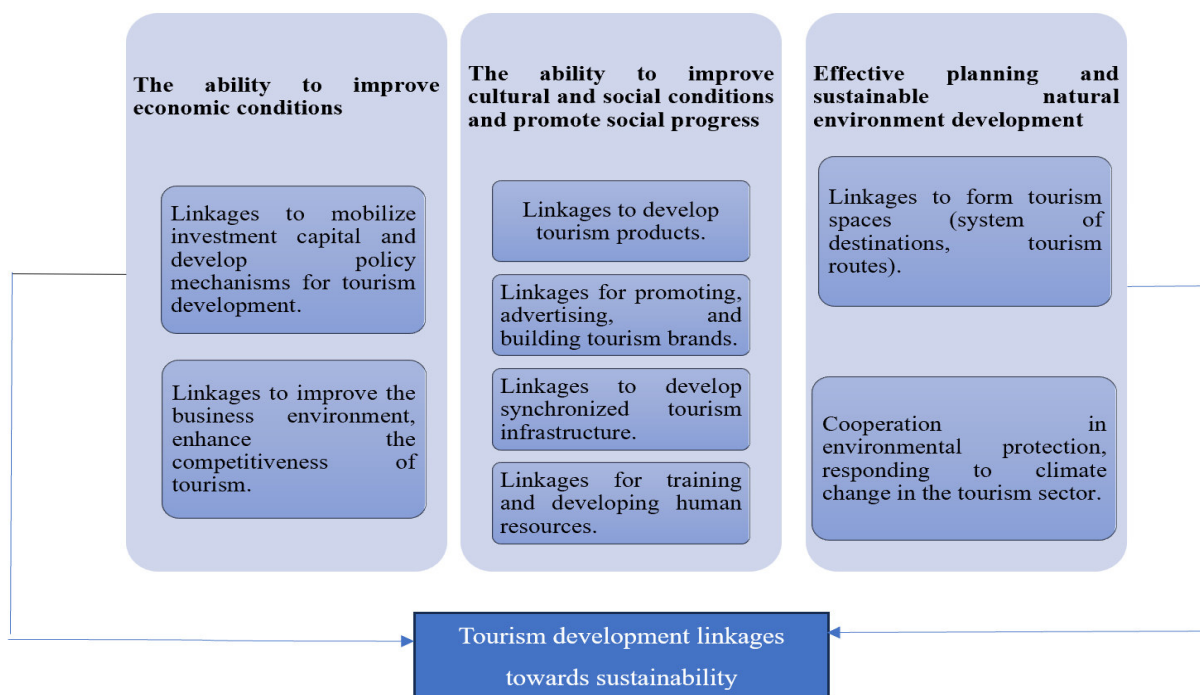 The ability to improve
economic conditions
Linkages to mobilize
investment capital and
develop policy
mechanisms for tourism
development.
Linkages to improve the
business environment,
enhance the
competitiveness of
tourism.
The ability to improve
cultural and social conditions
and promote social progress
Linkages to develop
tourism products.
Linkages for promoting,
advertising, and
building tourism brands.
Linkages to develop
synchronized tourism
infrastructure.
Linkages for training
and developing human
resources.
Effective planning and
sustainable natural
environment development
Linkages to form tourism
spaces (system of
destinations, tourism
routes).
Cooperation in
environmental protection,
responding to climate
change in the tourism sector.
Tourism development linkages
towards sustainability